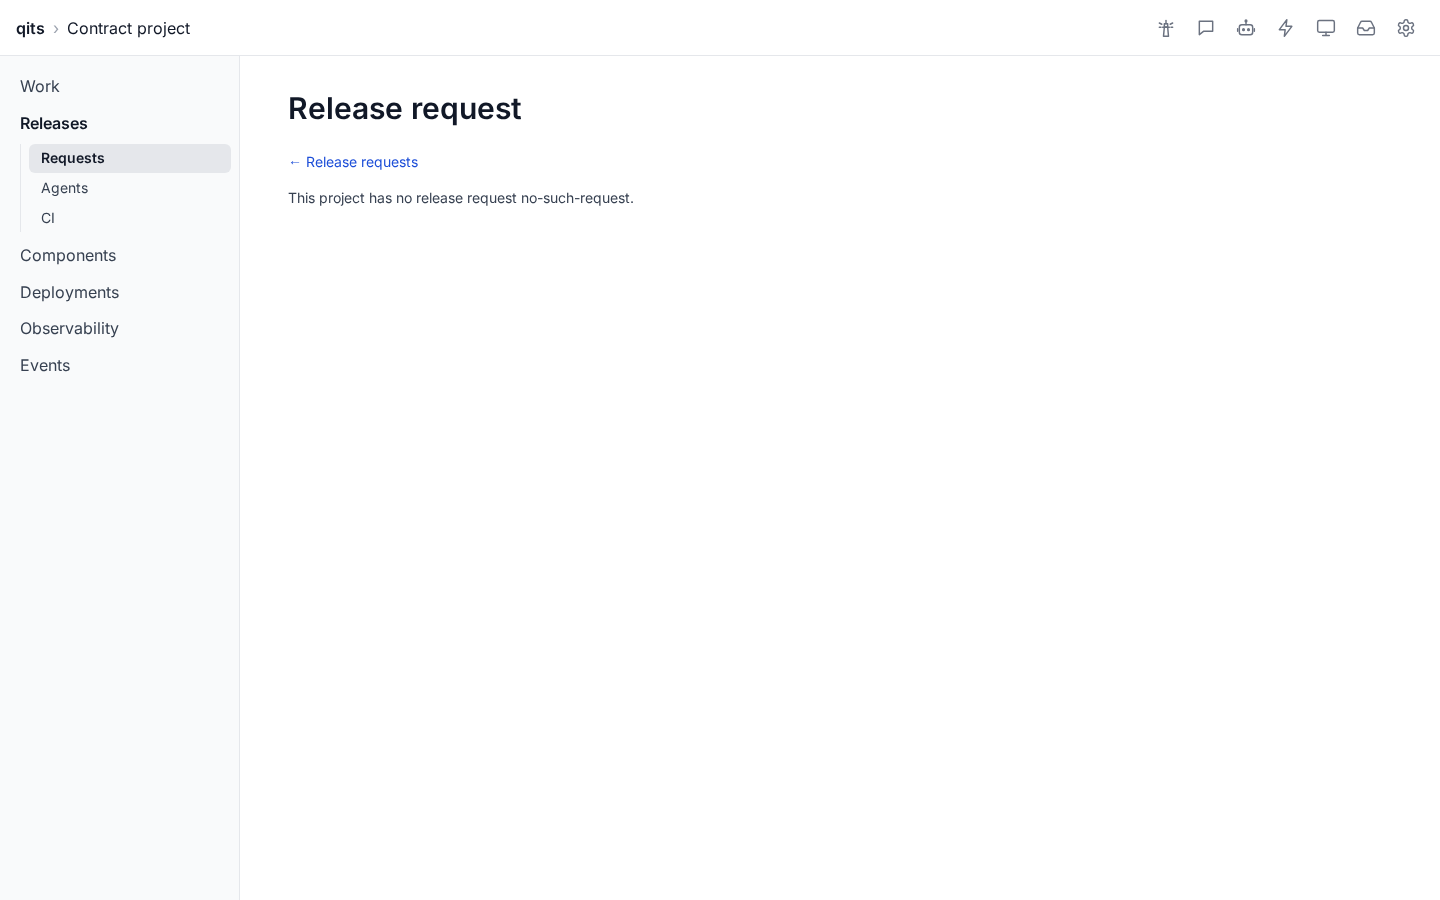 qits › Contract project
Work
Releases
Requests
Agents
CI
Components
Deployments
Observability
Events
Release request
← Release requests
This project has no release request no-such-request.